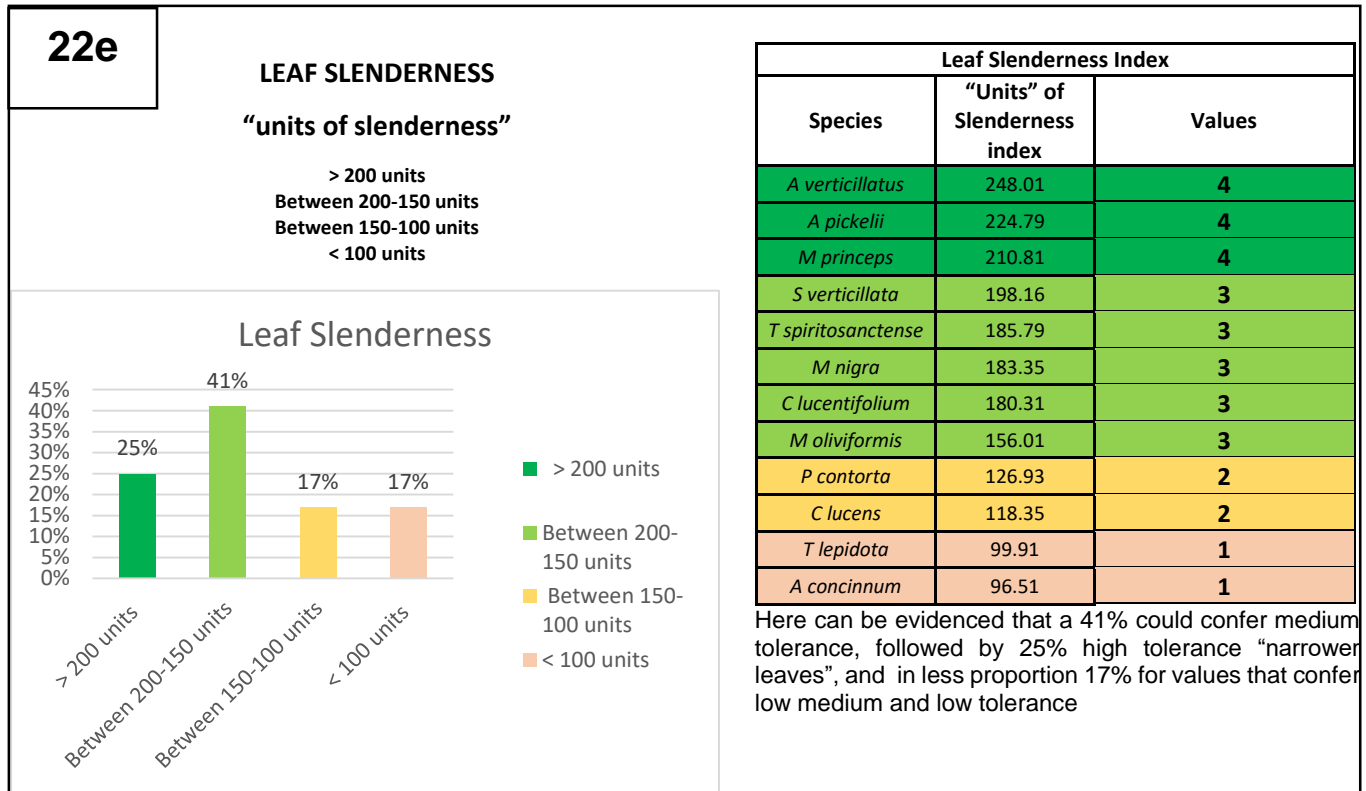 22e
LEAF SLENDERNESS
“units of slenderness”
> 200 units
Between 200-150 units
Between 150-100 units
< 100 units
Leaf Slenderness
45%
40%
35%
30%
25%
20%
15%
10%
5%
0%
25%
41%
17%
17%
> 200 units
Between 200-150 units
Between 150-100 units
< 100 units
> 200 units
Between 200-
150 units
Between 150-
100 units
< 100 units
Leaf Slenderness Index
Species
“Units” of
Slenderness
index
Values
A verticillatus 248.01 4
A pickelii 224.79 4
M princeps 210.81 4
S verticillata 198.16 3
T spiritosanctense 185.79 3
M nigra 183.35 3
C lucentifolium 180.31 3
M oliviformis 156.01 3
P contorta 126.93 2
C lucens 118.35 2
T lepidota 99.91 1
A concinnum 96.51 1
Here can be evidenced that a 41% could confer medium
tolerance, followed by 25% high tolerance “narrower
leaves”, and in less proportion 17% for values that confer
low medium and low tolerance